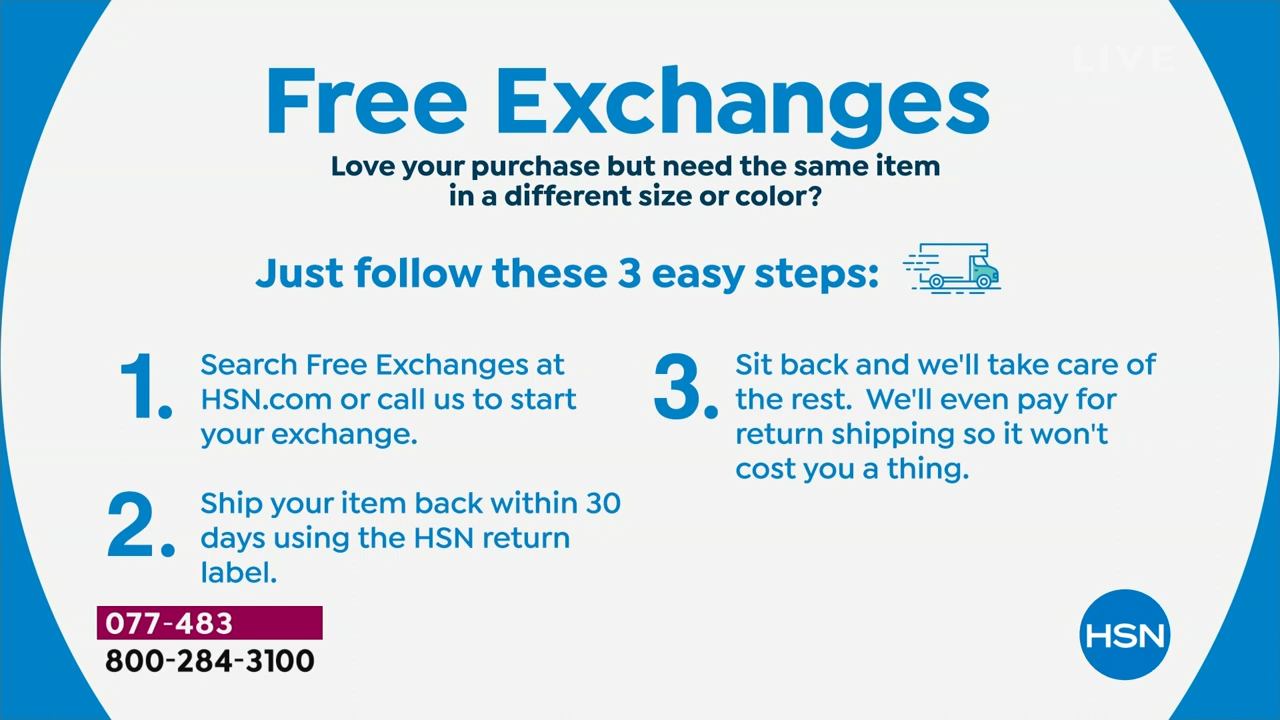 LIVE
Free Exchanges
Love your purchase but need the same item
in a different size or color?
Just follow these 3 easy steps:
1. Search Free Exchanges at
HSN.com or call us to start
your exchange.
2. Ship your item back within 30
days using the HSN return
label.
3. Sit back and we'll take care of
the rest.  We'll even pay for
return shipping so it won't
cost you a thing.
077-483
800-284-3100
HSN